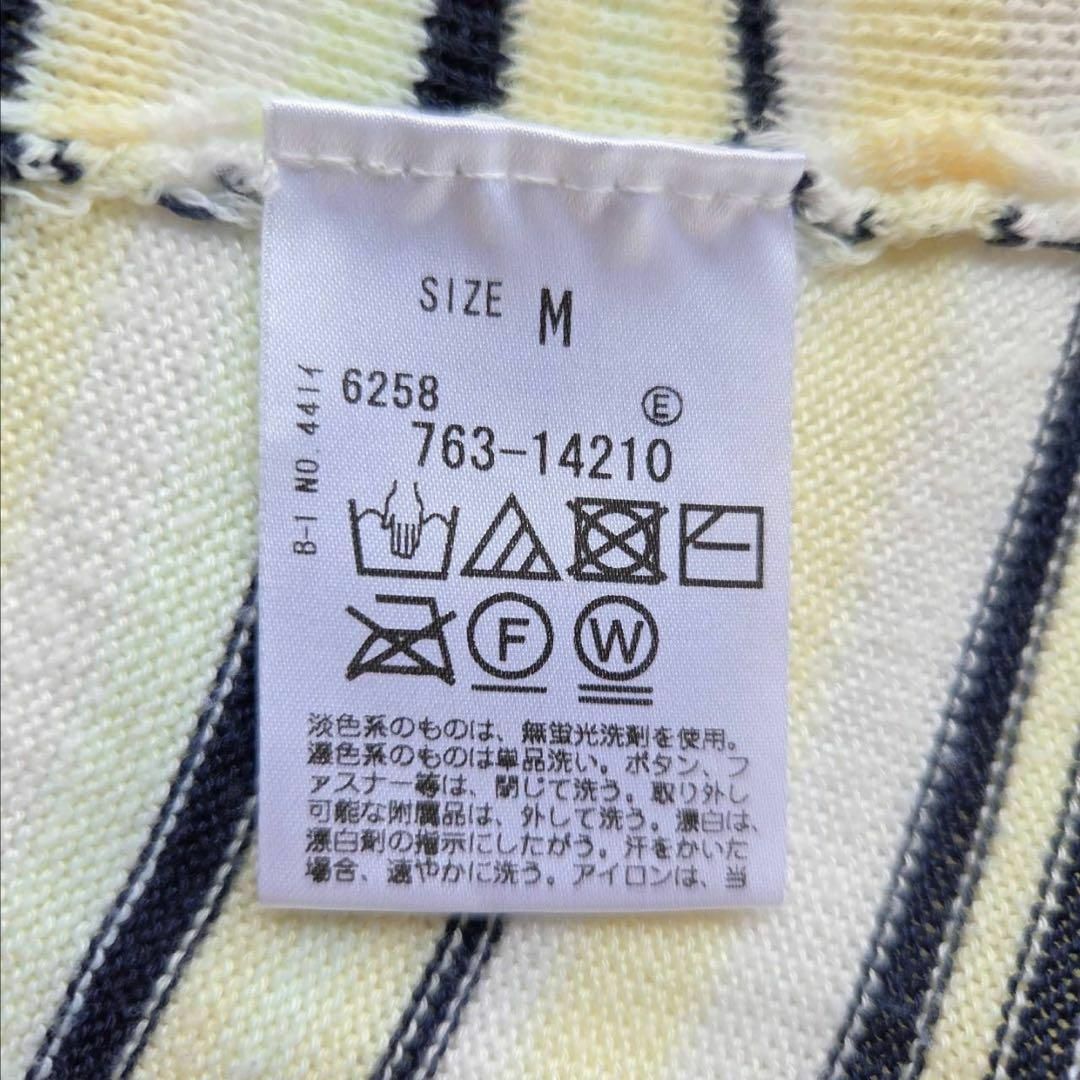 SIZE M
6258
Ⓔ
763-14210
B-1 NO.441イ
F
W
淡色系のものは、無蛍光洗剤を使用。
濃色系のものは単品洗い。ボタン、フ
ァスナー等は、閉じて洗う。取り外し
可能な附属品は、外して洗う。漂白は、
漂白剤の指示にしたがう。汗をかいた
場合、速やかに洗う。アイロンは、当